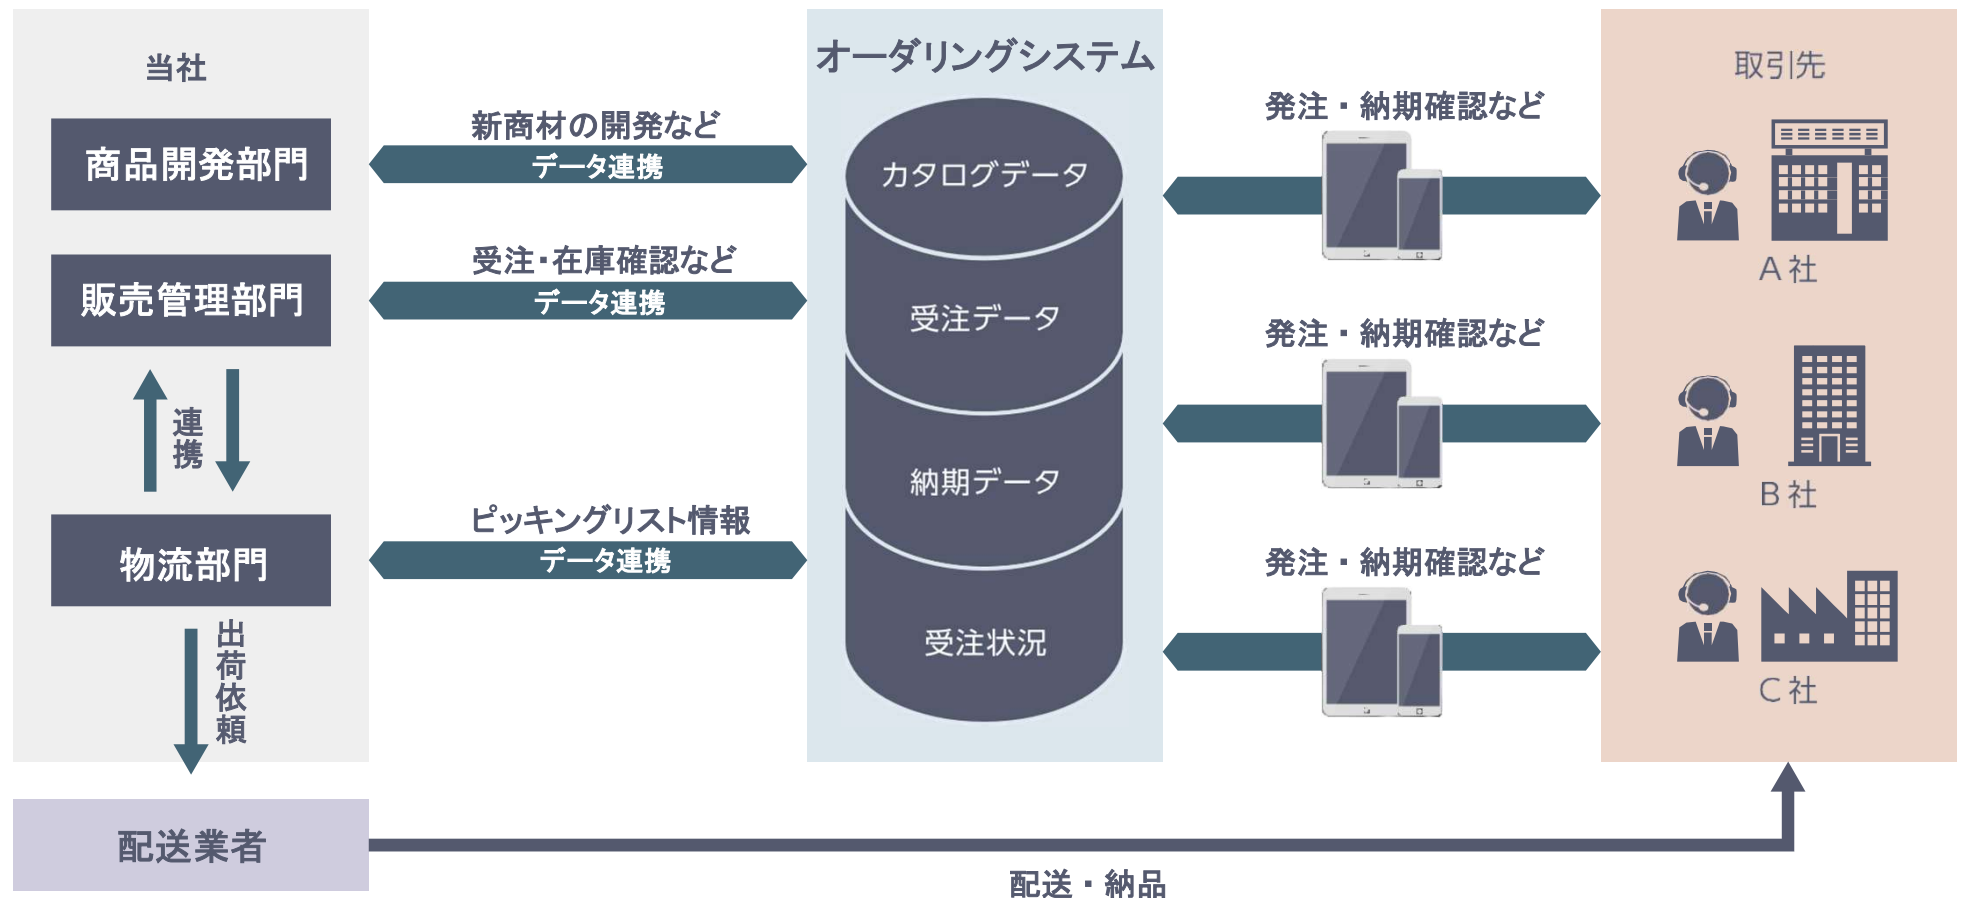 当社
商品開発部門
販売管理部門
連携
物流部門
出荷依頼
配送業者
新商材の開発など
データ連携
受注・在庫確認など
データ連携
ピッキングリスト情報
データ連携
オーダリングシステム
カタログデータ
受注データ
納期データ
受注状況
発注・納期確認など
発注・納期確認など
発注・納期確認など
取引先
A社
B社
C社
配送・納品